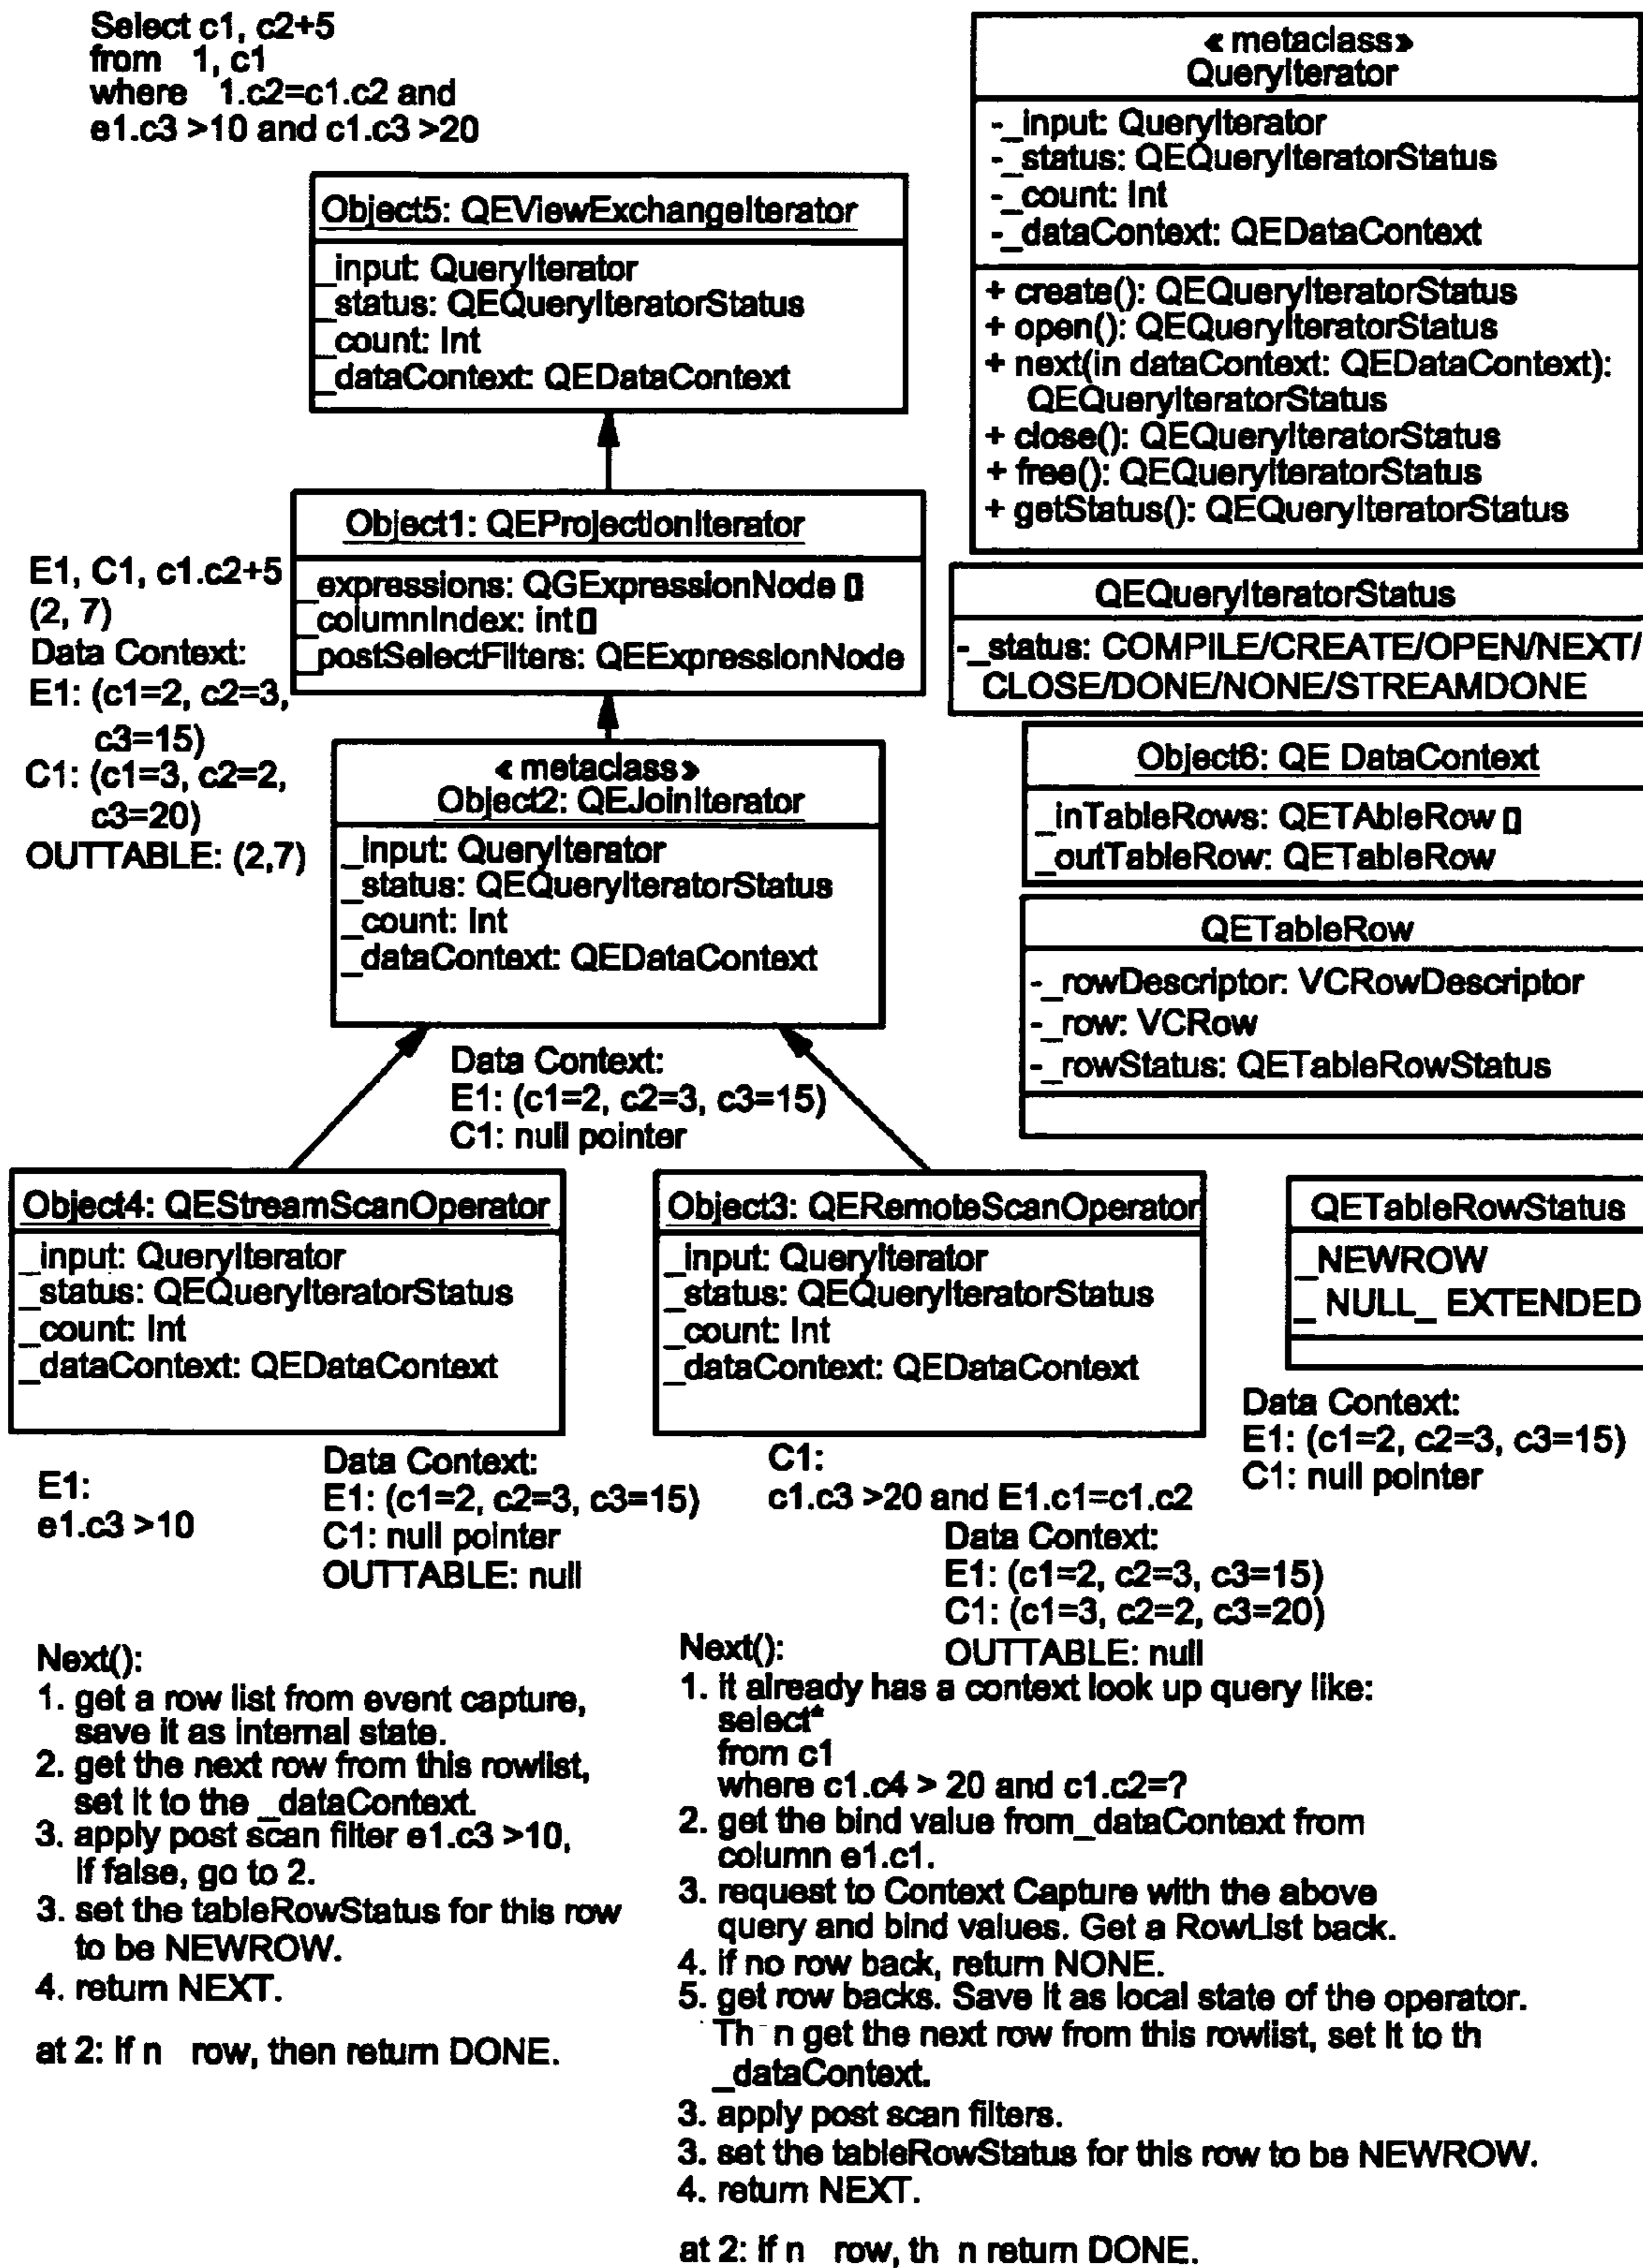 Select c1, c2+5
from 1, c1
where 1.c2=c1.c2 and
e1.c3 >10 and c1.c3 >20
Object5: QEViewExchangeIterator
_input: QueryIterator
_status: QEQueryIteratorStatus
_count: Int
_dataContext: QEDataContext
« metaclass»
QueryIterator
-_input: QueryIterator
-_status: QEQueryIteratorStatus
-_count: Int
-_dataContext: QEDataContext
+ create(): QEQueryIteratorStatus
+ open(): QEQueryIteratorStatus
+ next(in dataContext: QEDataContext):
QEQueryIteratorStatus
+ close(): QEQueryIteratorStatus
+ free(): QEQueryIteratorStatus
+ getStatus(): QEQueryIteratorStatus
Object1: QEProjectionIterator
_expressions: QGExpressionNode []
_columnIndex: int[]
_postSelectFilters: QEExpressionNode
E1, C1, c1.c2+5
(2, 7)
Data Context:
E1: (c1=2, c2=3,
c3=15)
C1: (c1=3, c2=2,
c3=20)
OUTTABLE: (2,7)
QEQueryIteratorStatus
-_status: COMPILE/CREATE/OPEN/NEXT/
CLOSE/DONE/NONE/STREAMDONE
« metaclass»
Object2: QEJoinIterator
_input: QueryIterator
_status: QEQueryIteratorStatus
_count: Int
_dataContext: QEDataContext
Object6: QE DataContext
_inTableRows: QETAbleRow []
_outTableRow: QETableRow
QETableRow
-_rowDescriptor: VCRowDescriptor
-_row: VCRow
-_rowStatus: QETableRowStatus
Data Context:
E1: (c1=2, c2=3, c3=15)
C1: null pointer
Object4: QEStreamScanOperator
_input: QueryIterator
_status: QEQueryIteratorStatus
_count: Int
_dataContext: QEDataContext
Object3: QERemoteScanOperator
_input: QueryIterator
_status: QEQueryIteratorStatus
_count: Int
_dataContext: QEDataContext
QETableRowStatus
_NEWROW
_ NULL_ EXTENDED
Data Context:
E1: (c1=2, c2=3, c3=15)
C1: null pointer
E1:
e1.c3 >10
Data Context:
E1: (c1=2, c2=3, c3=15)
C1: null pointer
OUTTABLE: null
C1:
c1.c3 >20 and E1.c1=c1.c2
Data Context:
E1: (c1=2, c2=3, c3=15)
C1: (c1=3, c2=2, c3=20)
OUTTABLE: null
Next():
1. get a row list from event capture,
save it as internal state.
2. get the next row from this rowlist,
set it to the _dataContext.
3. apply post scan filter e1.c3 >10,
if false, go to 2.
3. set the tableRowStatus for this row
to be NEWROW.
4. return NEXT.
at 2: If n row, then return DONE.
Next():
1. it already has a context look up query like:
select*
from c1
where c1.c4 > 20 and c1.c2=?
2. get the bind value from_dataContext from
column e1.c1.
3. request to Context Capture with the above
query and bind values. Get a RowList back.
4. if no row back, return NONE.
5. get row backs. Save it as local state of the operator.
Th n get the next row from this rowlist, set it to th
_dataContext.
3. apply post scan filters.
3. set the tableRowStatus for this row to be NEWROW.
4. return NEXT.
at 2: if n row, th n return DONE.